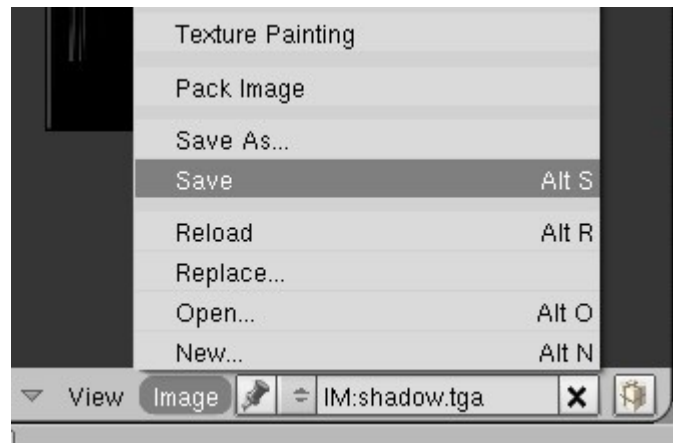 Texture Painting
Pack Image
Save As...
Save Alt S
Reload Alt R
Replace...
Open... Alt O
New... Alt N
View Image IM:shadow.tga